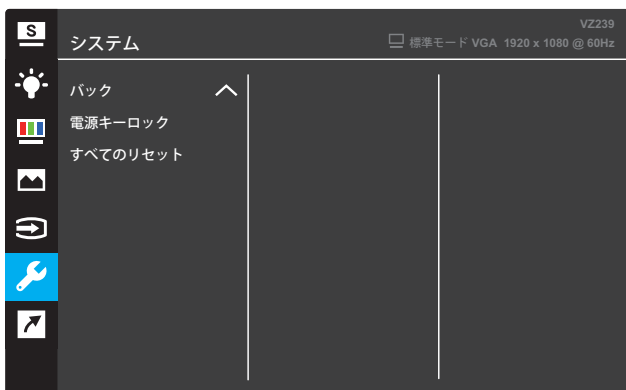 S
VZ239
システム
標準モード VGA 1920 x 1080 @ 60Hz
バック
電源キーロック
すべてのリセット